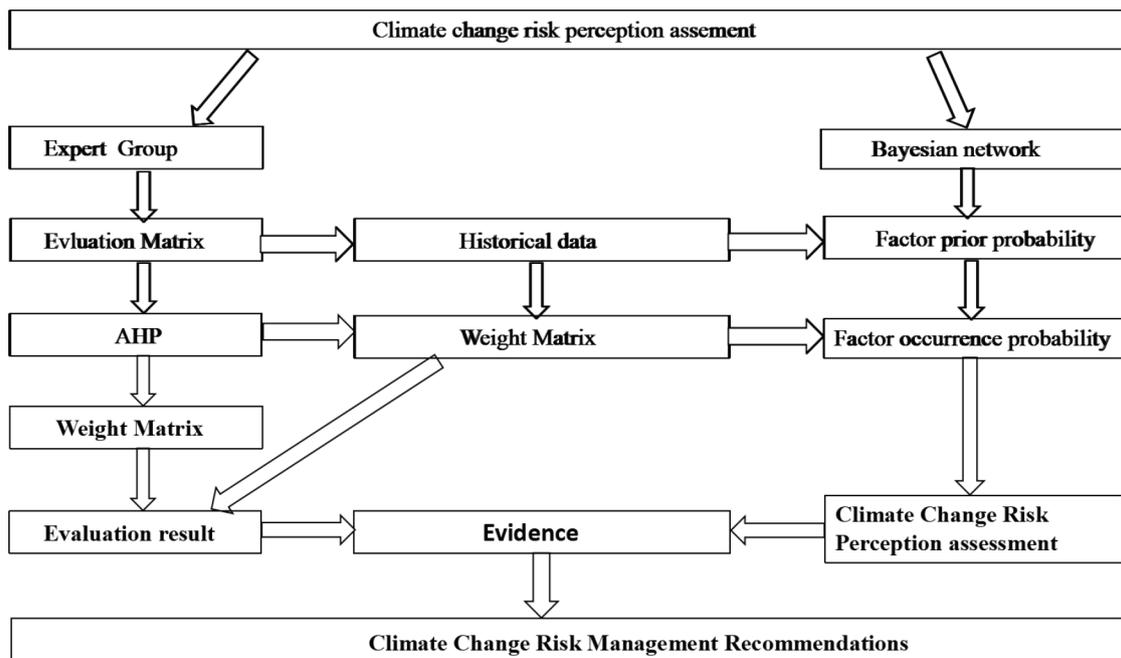 Climate change risk perception assement
Expert Group
Bayesian network
Evluation Matrix
Historical data
Factor prior probability
AHP
Weight Matrix
Factor occurrence probability
Weight Matrix
Evaluation result
Evidence
Climate Change Risk
Perception assessment
Climate Change Risk Management Recommendations